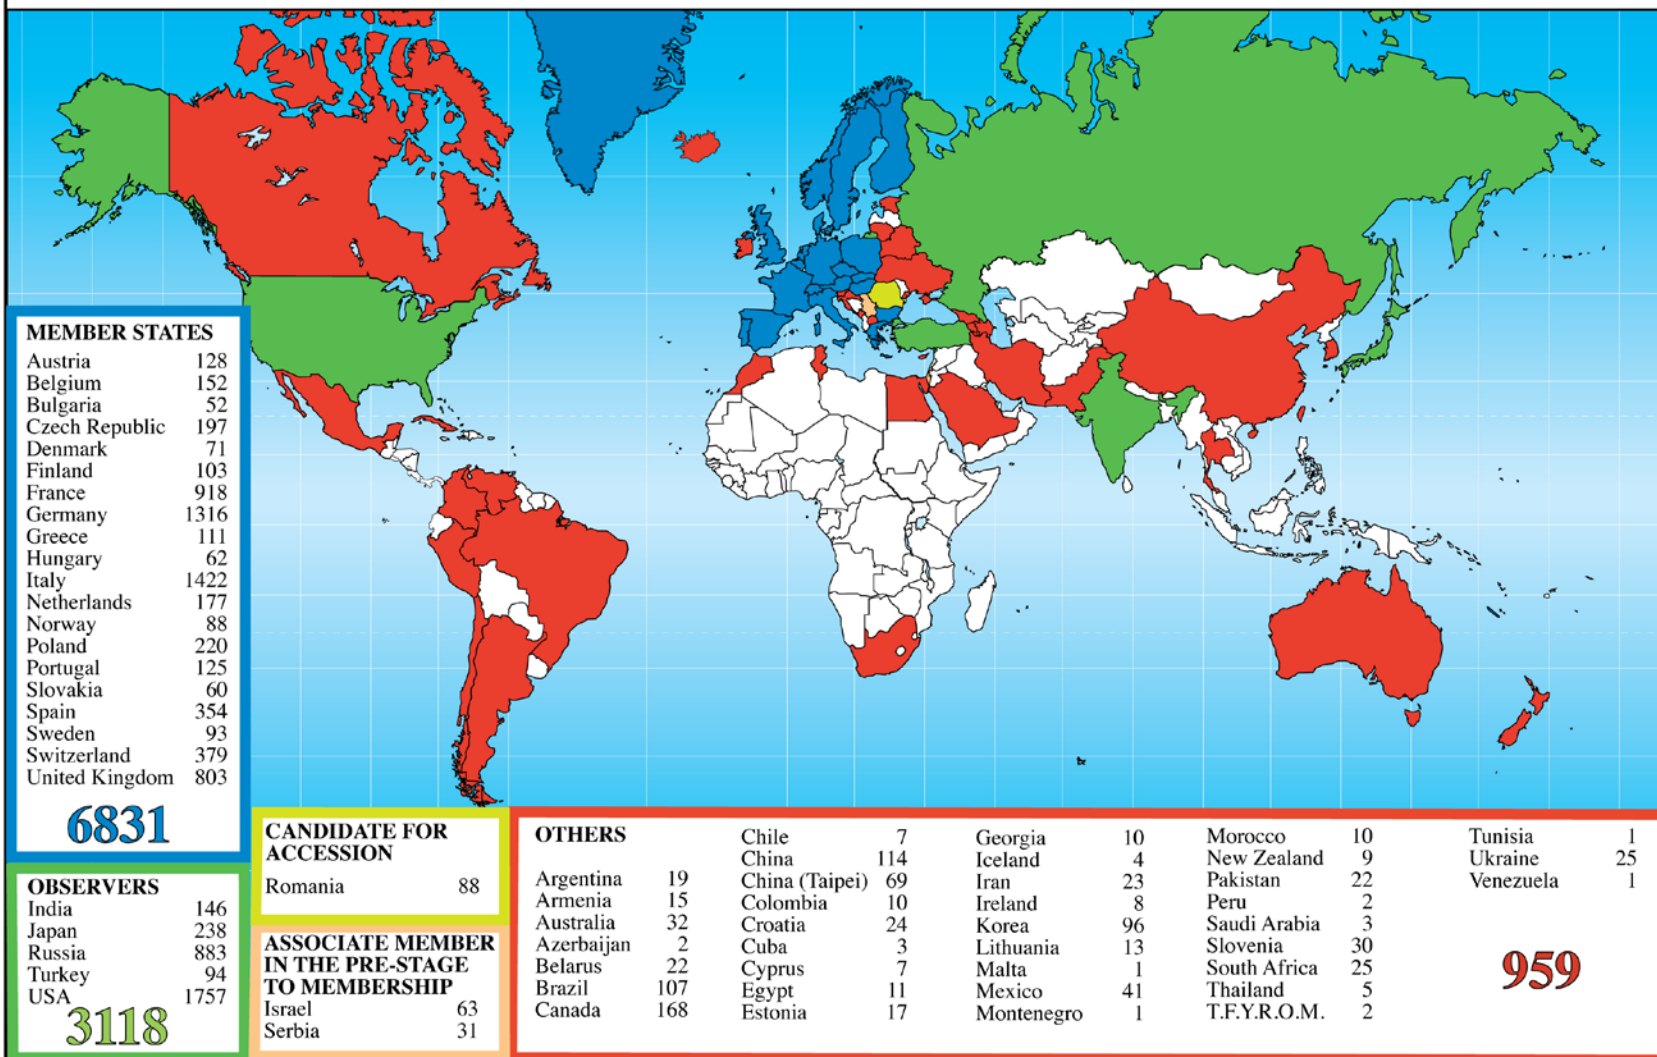 MEMBER STATES
Austria 128
Belgium 152
Bulgaria 52
Czech Republic 197
Denmark 71
Finland 103
France 918
Germany 1316
Greece 111
Hungary 62
Italy 1422
Netherlands 177
Norway 88
Poland 220
Portugal 125
Slovakia 60
Spain 354
Sweden 93
Switzerland 379
United Kingdom 803
6831
OBSERVERS
India 146
Japan 238
Russia 883
Turkey 94
USA 1757
3118
CANDIDATE FOR
ACCESSION
Romania 88
ASSOCIATE MEMBER
IN THE PRE-STAGE
TO MEMBERSHIP
Israel 63
Serbia 31
OTHERS
Argentina 19
Armenia 15
Australia 32
Azerbaijan 2
Belarus 22
Brazil 107
Canada 168
Chile 7
China 114
China (Taipei) 69
Colombia 10
Croatia 24
Cuba 3
Cyprus 7
Egypt 11
Estonia 17
Georgia 10
Iceland 4
Iran 23
Ireland 8
Korea 96
Lithuania 13
Malta 1
Mexico 41
Montenegro 1
Morocco 10
New Zealand 9
Pakistan 22
Peru 2
Saudi Arabia 3
Slovenia 30
South Africa 25
Thailand 5
T.F.Y.R.O.M. 2
Tunisia 1
Ukraine 25
Venezuela 1
959